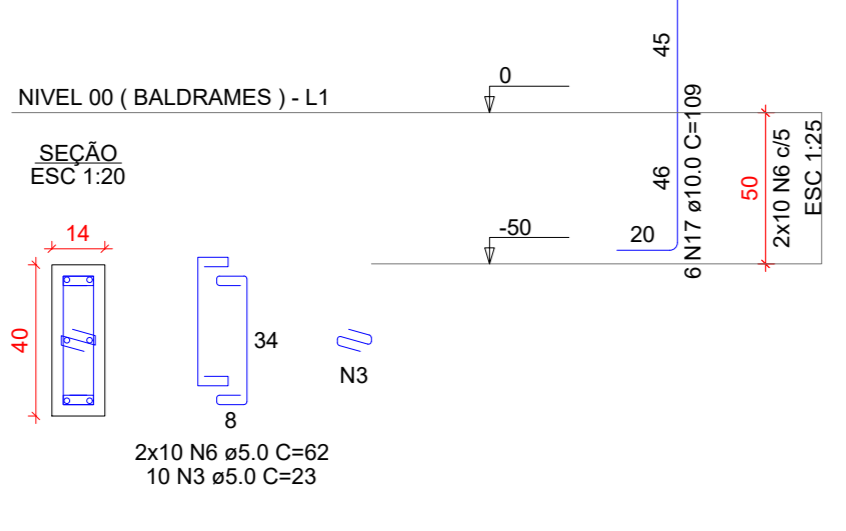 45
0
NIVEL 00 ( BALDRAMES ) - L1
SEÇÃO
ESC 1:20
46
6 N17 ø10.0 C=109
50
2x10 N6 c/5
ESC 1:25
-50
20
14
40
34
8
N3
2x10 N6 ø5.0 C=62
10 N3 ø5.0 C=23